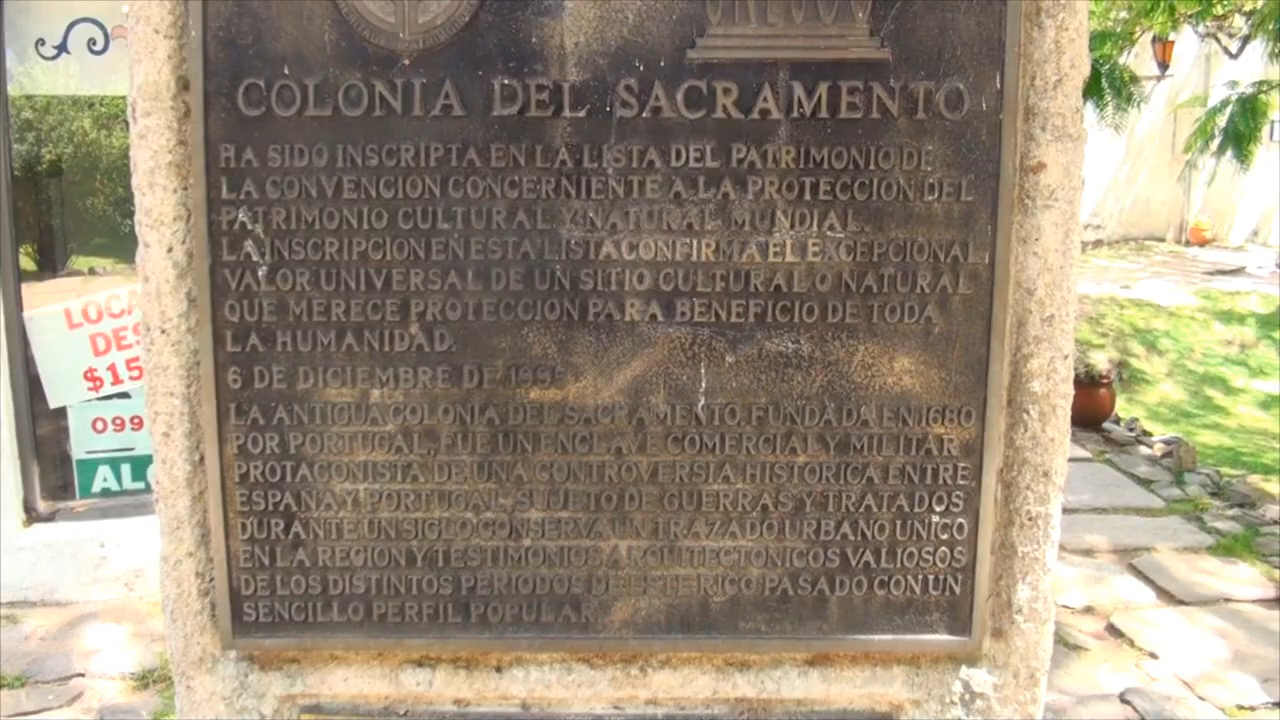 UNESCO
COLONIA DEL SACRAMENTO
HA SIDO INSCRIPTA EN LA LISTA DEL PATRIMONIO DE
LA CONVENCION CONCERNIENTE A LA PROTECCION DEL
PATRIMONIO CULTURAL Y NATURAL MUNDIAL.
LA INSCRIPCION EN ESTA LISTA CONFIRMA EL EXCEPCIONAL
VALOR UNIVERSAL DE UN SITIO CULTURAL O NATURAL
QUE MERECE PROTECCION PARA BENEFICIO DE TODA
LA HUMANIDAD.
6 DE DICIEMBRE DE 1995
LA ANTIGUA COLONIA DEL SACRAMENTO, FUNDADA EN 1680
POR PORTUGAL, FUE UN ENCLAVE COMERCIAL Y MILITAR
PROTAGONISTA DE UNA CONTROVERSIA HISTORICA ENTRE
ESPAÑA Y PORTUGAL SUJETO DE GUERRAS Y TRATADOS
DURANTE UN SIGLO CONSERVA UN TRAZADO URBANO UNICO
EN LA REGION Y TESTIMONIOS ARQUITECTONICOS VALIOSOS
DE LOS DISTINTOS PERIODOS DE ESTE RICO PASADO CON UN
SENCILLO PERFIL POPULAR
LOCA
DES
$15
099
ALO